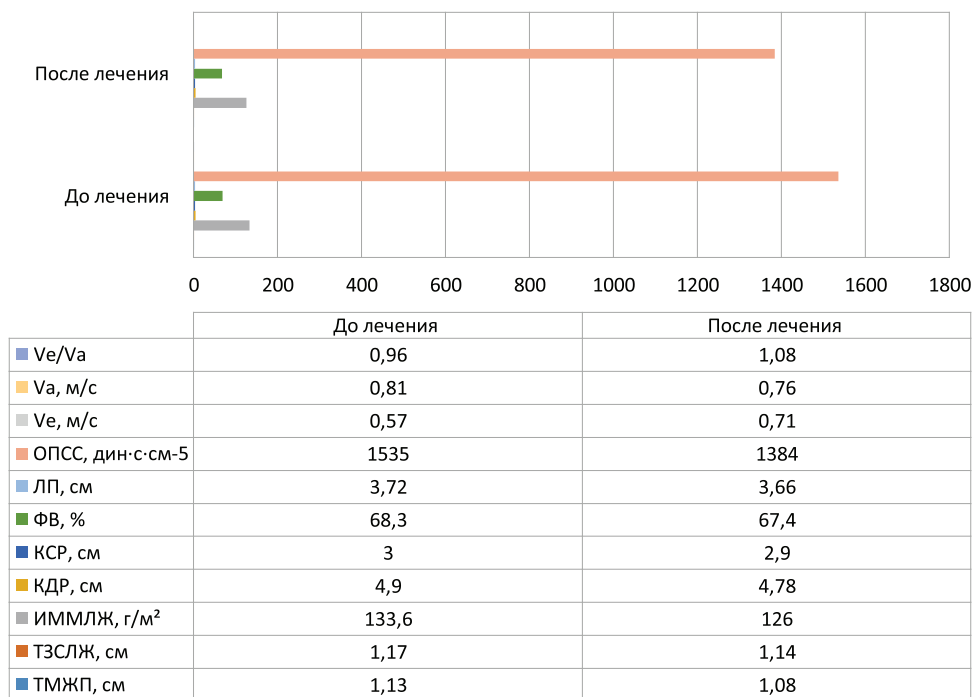 После лечения
До лечения
0 200 400 600 800 1000 1200 1400 1600 1800
До лечения После лечения
Ve/Va 0,96 1,08
Va, м/с 0,81 0,76
Ve, м/с 0,57 0,71
ОПСС, дин·с·см-5 1535 1384
ЛП, см 3,72 3,66
ФВ, % 68,3 67,4
КСР, см 3 2,9
КДР, см 4,9 4,78
ИММЛЖ, г/м² 133,6 126
ТЗСЛЖ, см 1,17 1,14
ТМЖП, см 1,13 1,08